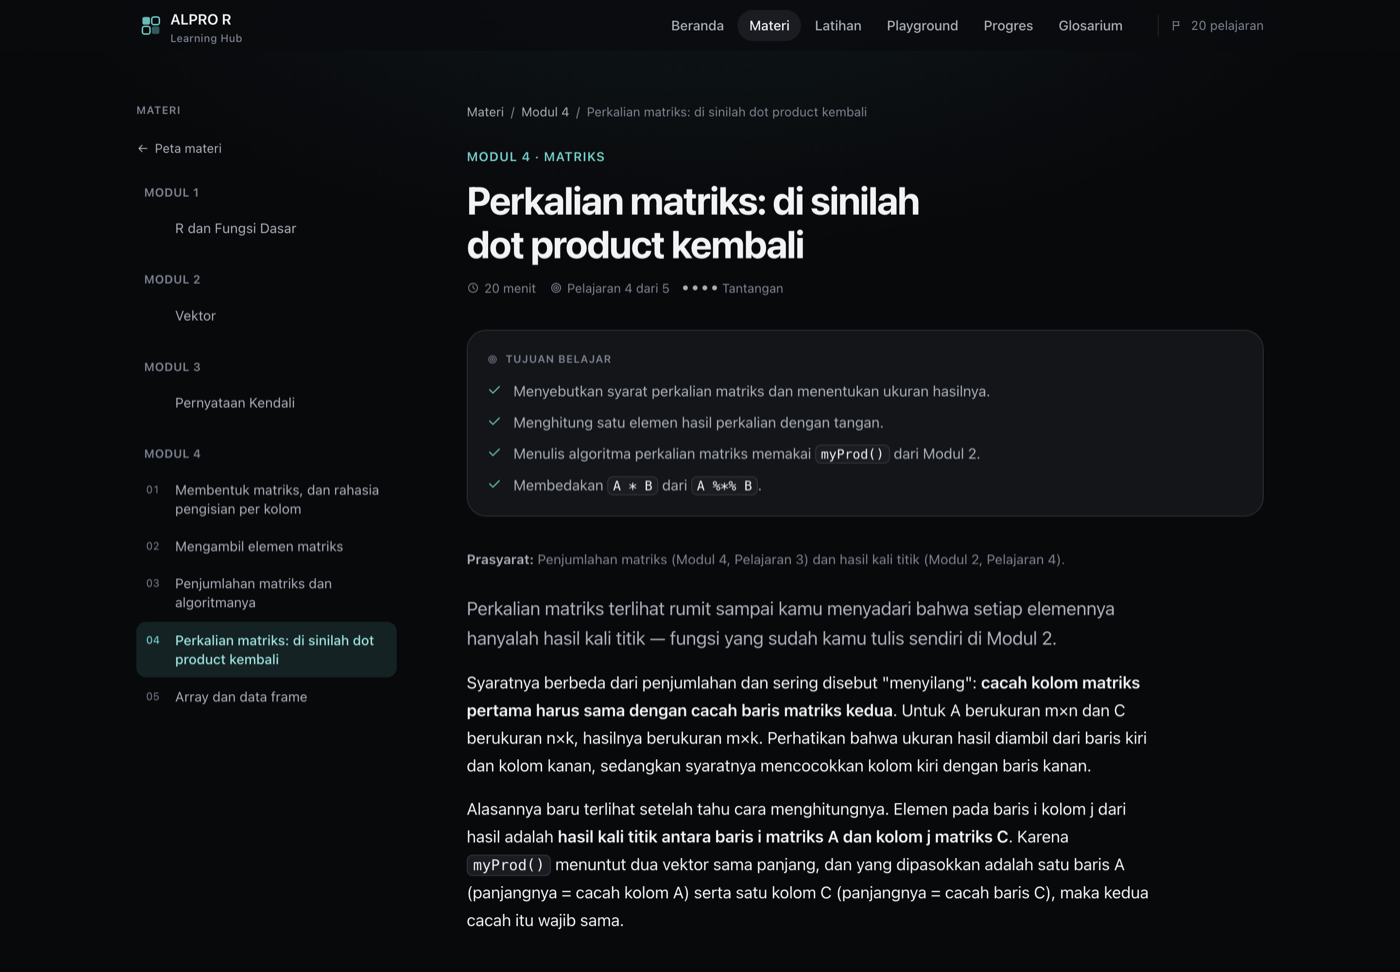 ALPRO R
Learning Hub
Beranda
Materi
Latihan
Playground
Progres
Glosarium
20 pelajaran
MATERI
← Peta materi
MODUL 1
R dan Fungsi Dasar
MODUL 2
Vektor
MODUL 3
Pernyataan Kendali
MODUL 4
01 Membentuk matriks, dan rahasia
pengisian per kolom
02 Mengambil elemen matriks
03 Penjumlahan matriks dan
algoritmanya
04 Perkalian matriks: di sinilah dot
product kembali
05 Array dan data frame
Materi / Modul 4 / Perkalian matriks: di sinilah dot product kembali
MODUL 4 · MATRIKS
Perkalian matriks: di sinilah
dot product kembali
20 menit Pelajaran 4 dari 5 •••• Tantangan
TUJUAN BELAJAR
Menyebutkan syarat perkalian matriks dan menentukan ukuran hasilnya.
Menghitung satu elemen hasil perkalian dengan tangan.
Menulis algoritma perkalian matriks memakai myProd() dari Modul 2.
Membedakan A * B dari A %*% B.
Prasyarat: Penjumlahan matriks (Modul 4, Pelajaran 3) dan hasil kali titik (Modul 2, Pelajaran 4).
Perkalian matriks terlihat rumit sampai kamu menyadari bahwa setiap elemennya
hanyalah hasil kali titik — fungsi yang sudah kamu tulis sendiri di Modul 2.
Syaratnya berbeda dari penjumlahan dan sering disebut "menyilang": cacah kolom matriks
pertama harus sama dengan cacah baris matriks kedua. Untuk A berukuran m×n dan C
berukuran n×k, hasilnya berukuran m×k. Perhatikan bahwa ukuran hasil diambil dari baris kiri
dan kolom kanan, sedangkan syaratnya mencocokkan kolom kiri dengan baris kanan.
Alasannya baru terlihat setelah tahu cara menghitungnya. Elemen pada baris i kolom j dari
hasil adalah hasil kali titik antara baris i matriks A dan kolom j matriks C. Karena
myProd() menuntut dua vektor sama panjang, dan yang dipasokkan adalah satu baris A
(panjangnya = cacah kolom A) serta satu kolom C (panjangnya = cacah baris C), maka kedua
cacah itu wajib sama.